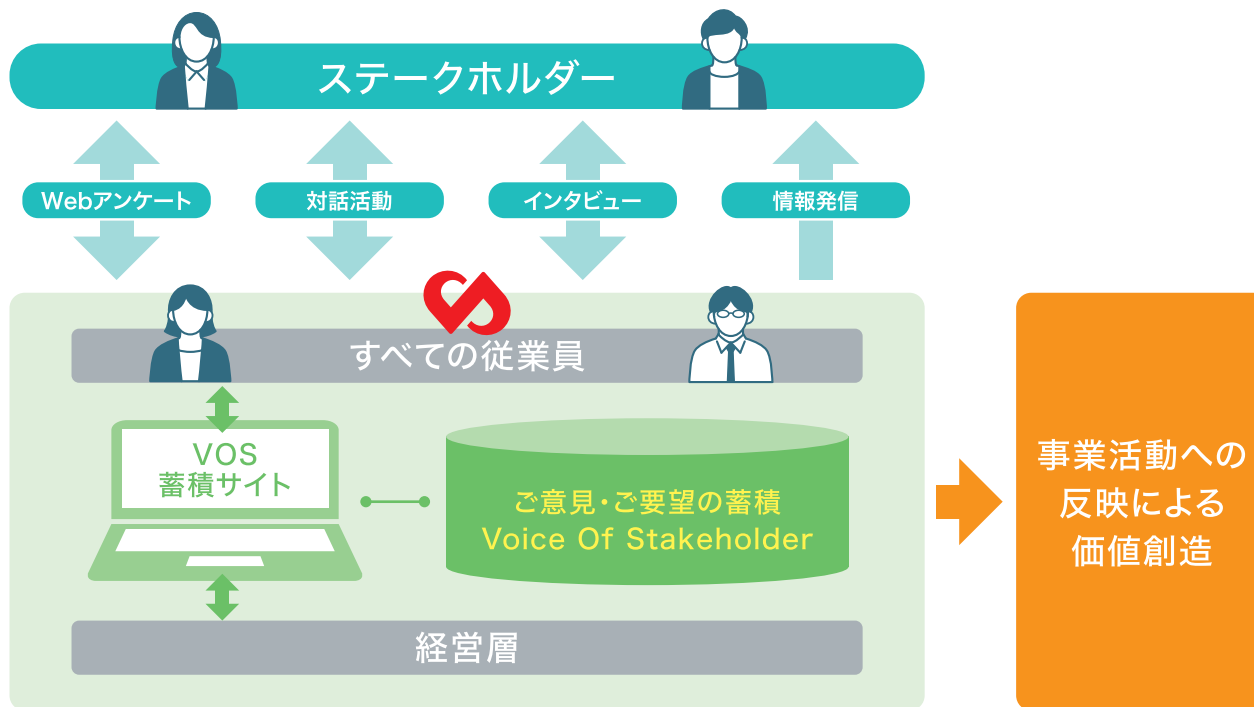 ステークホルダー
Webアンケート
対話活動
インタビュー
情報発信
すべての従業員
VOS
蓄積サイト
ご意見・ご要望の蓄積
Voice Of Stakeholder
経営層
事業活動への
反映による
価値創造